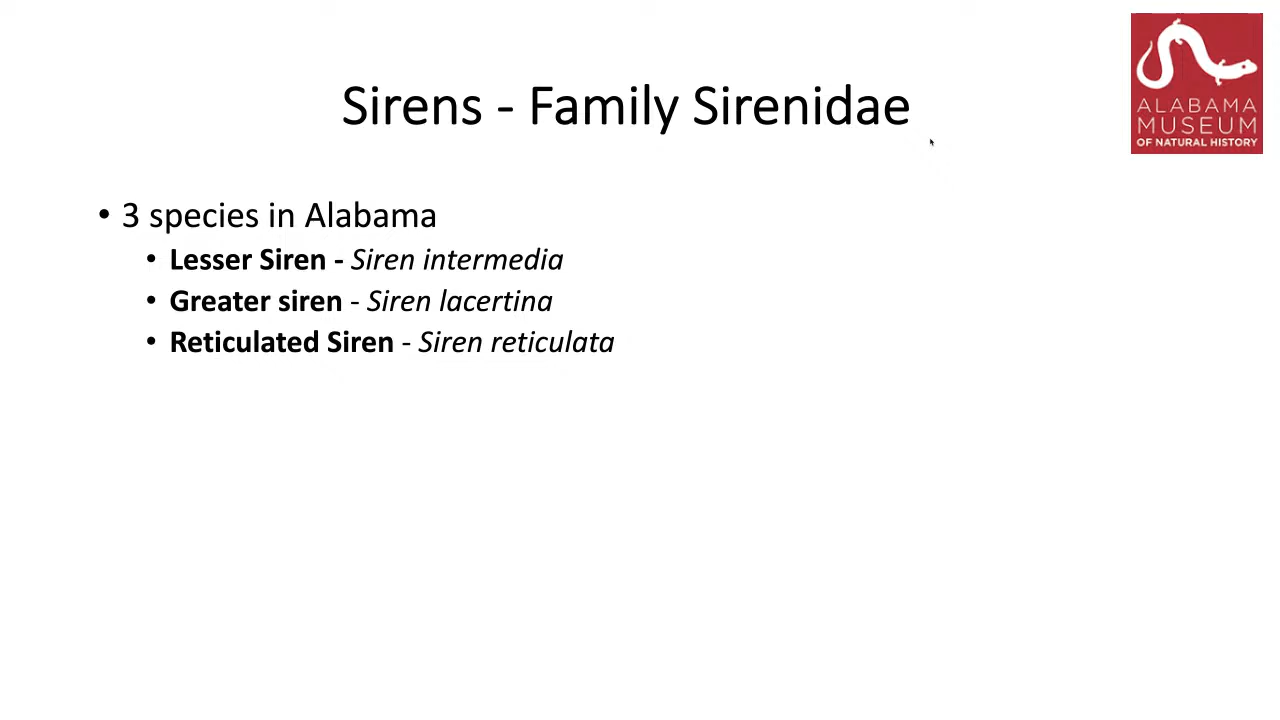 Sirens - Family Sirenidae
ALABAMA
MUSEUM
OF NATURAL HISTORY
• 3 species in Alabama
• Lesser Siren - Siren intermedia
• Greater siren - Siren lacertina
• Reticulated Siren - Siren reticulata